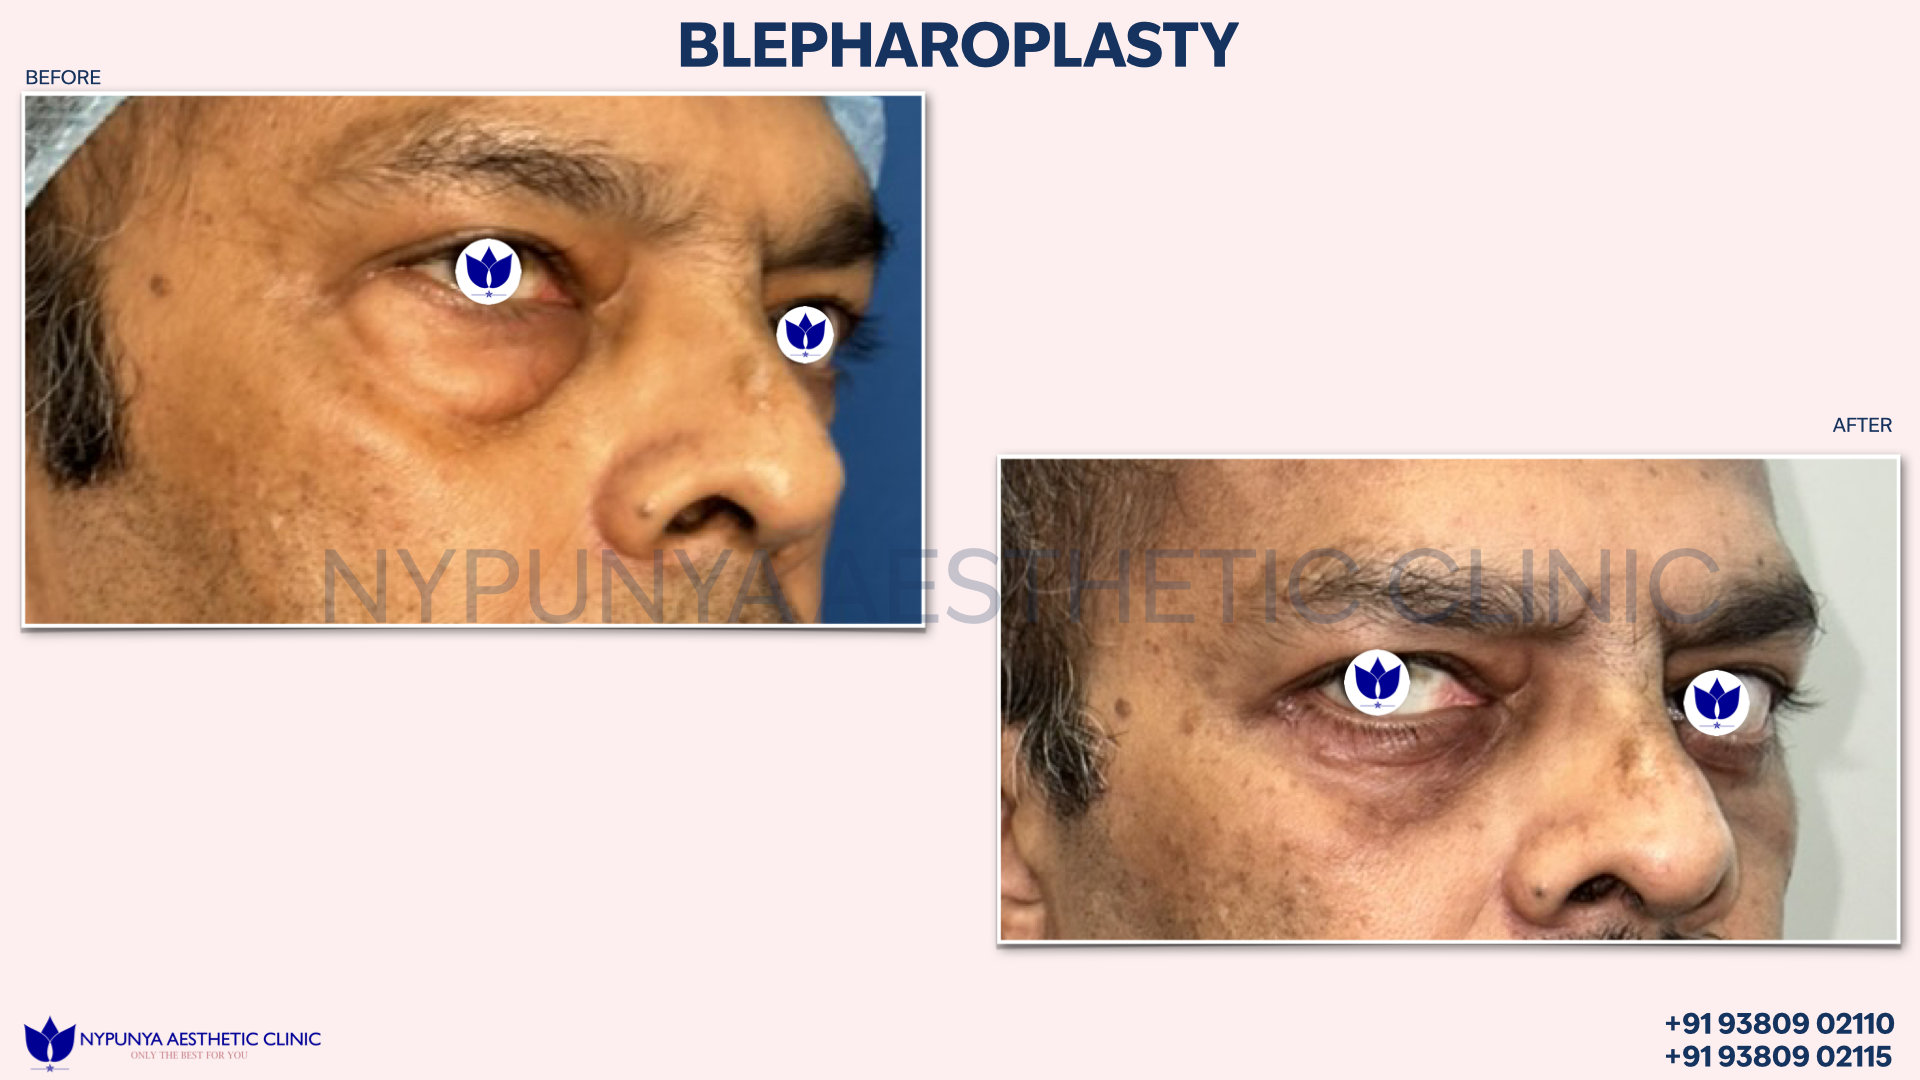 BLEPHAROPLASTY
BEFORE
AFTER
NYPUNYA AESTHETIC CLINIC
NYPUNYA AESTHETIC CLINIC
ONLY THE BEST FOR YOU
+91 93809 02110
+91 93809 02115